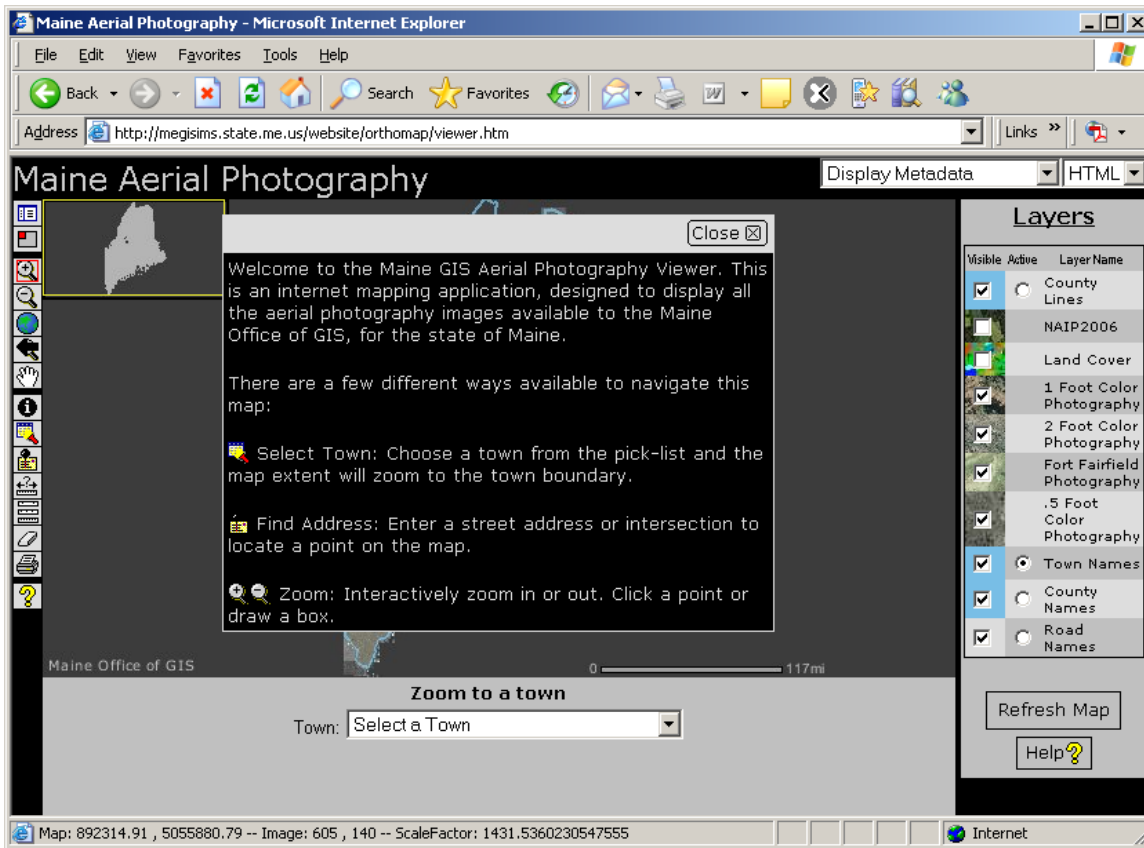 Maine Aerial Photography - Microsoft Internet Explorer
File Edit View Favorites Tools Help
Back Search Favorites
Address http://megisims.state.me.us/website/orthomap/viewer.htm Links »
Maine Aerial Photography
Display Metadata HTML
Close
Welcome to the Maine GIS Aerial Photography Viewer. This
is an internet mapping application, designed to display all
the aerial photography images available to the Maine
Office of GIS, for the state of Maine.
There are a few different ways available to navigate this
map:
Select Town: Choose a town from the pick-list and the
map extent will zoom to the town boundary.
Find Address: Enter a street address or intersection to
locate a point on the map.
Zoom: Interactively zoom in or out. Click a point or
draw a box.
Maine Office of GIS
0 117mi
Zoom to a town
Town: Select a Town
Layers
Visible Active Layer Name
County
Lines
NAIP2006
Land Cover
1 Foot Color
Photography
2 Foot Color
Photography
Fort Fairfield
Photography
.5 Foot
Color
Photography
Town Names
County
Names
Road
Names
Refresh Map
Help?
Map: 892314.91 , 5055880.79 -- Image: 605 , 140 -- ScaleFactor: 1431.5360230547555
Internet